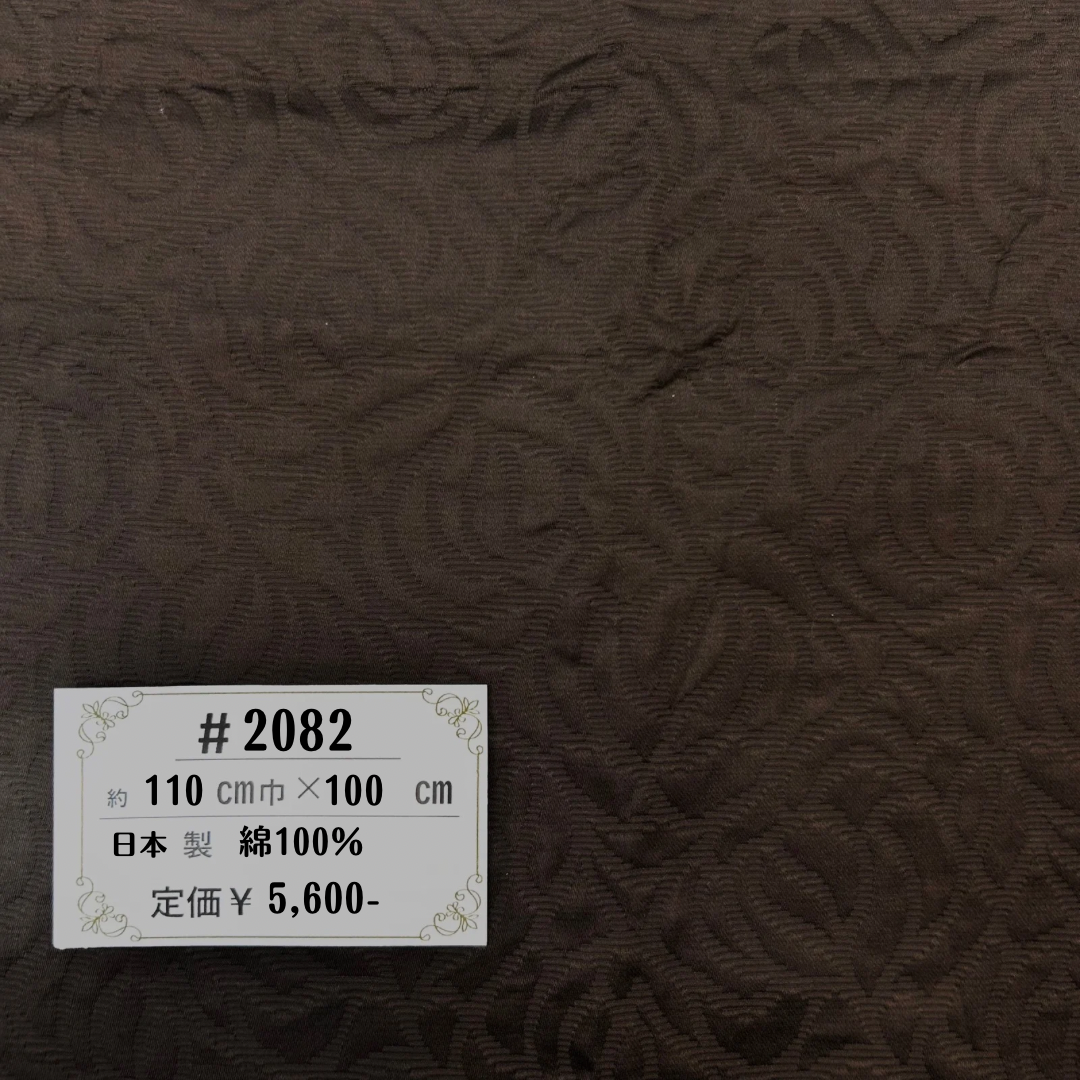 #2082
約 110 cm巾×100 cm
日本 製 綿100%
定価¥ 5,600-